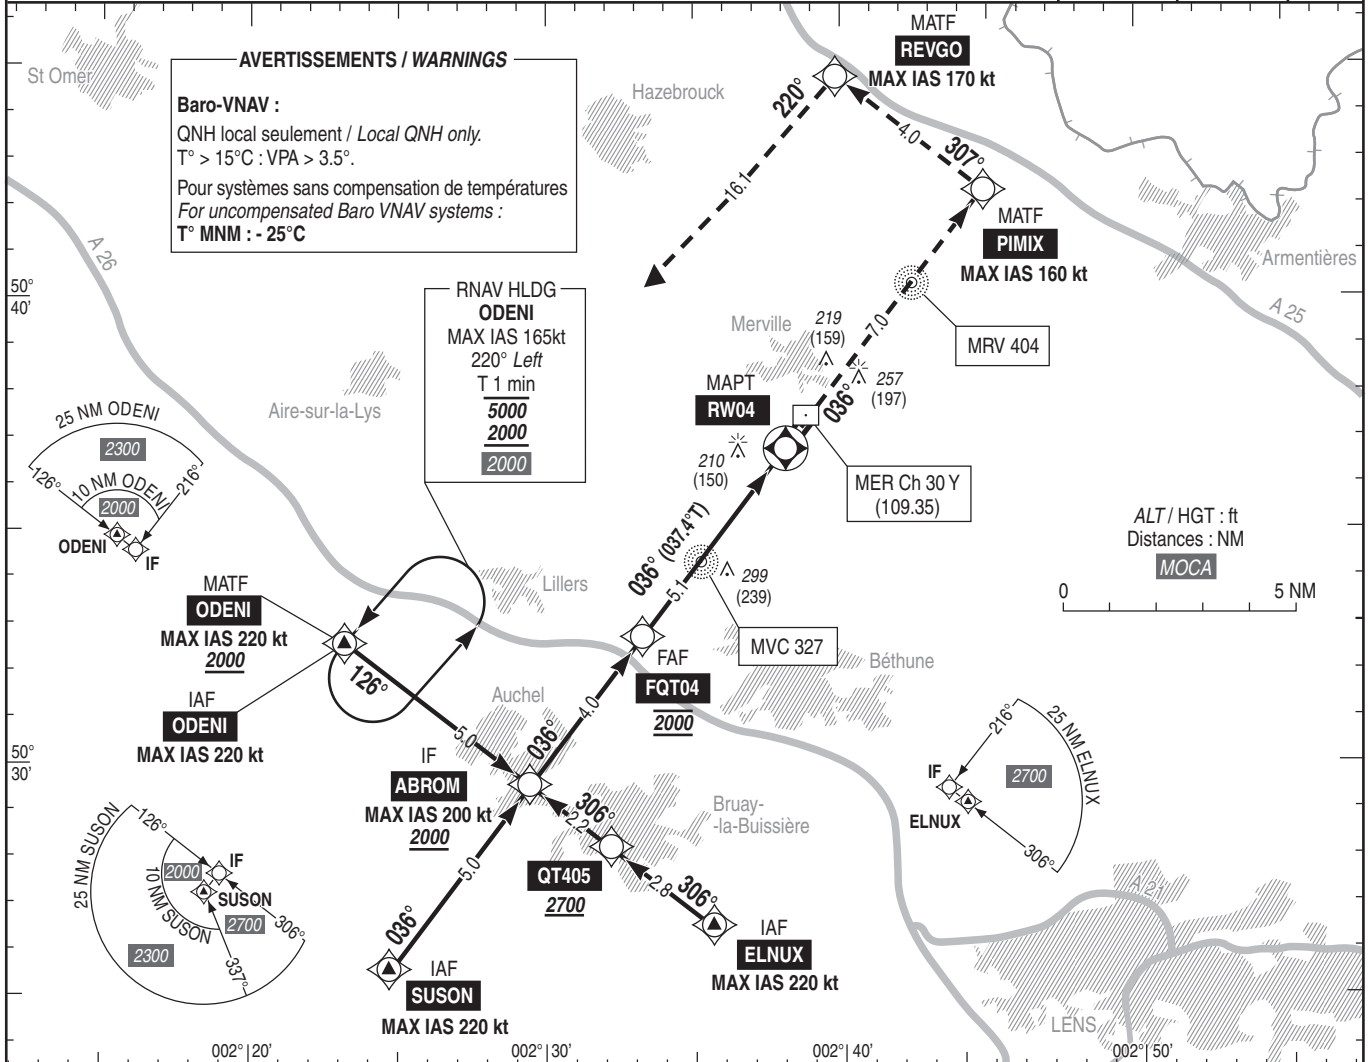 MATF
REVGO
MAX IAS 170 kt
St Omer
AVERTISSEMENTS / WARNINGS
Baro-VNAV :
QNH local seulement / Local QNH only.
T° > 15°C : VPA > 3.5°.
Pour systèmes sans compensation de températures
For uncompensated Baro VNAV systems :
T° MNM : - 25°C
Hazebrouck
220°
4.0
307°
16.1
MATF
PIMIX
MAX IAS 160 kt
Armentières
A 25
A 26
50°
40'
RNAV HLDG
ODENI
MAX IAS 165kt
220° Left
T 1 min
5000
2000
2000
Merville
219
(159)
7.0
MRV 404
257
(197)
036°
MAPT
RW04
Aire-sur-la-Lys
25 NM ODENI
2300
126°
10 NM ODENI
216°
2000
ODENI
IF
210
(150)
MER Ch 30 Y
(109.35)
ALT / HGT : ft
Distances : NM
MOCA
0
5 NM
036° (037.4°T)
5.1
299
(239)
MVC 327
Lillers
MATF
ODENI
MAX IAS 220 kt
2000
IAF
ODENI
MAX IAS 220 kt
126°
5.0
FAF
FQT04
2000
Béthune
Auchel
4.0
036°
50°
30'
IF
ABROM
MAX IAS 200 kt
2000
306°
2.2
Bruay-
-la-Buissière
QT405
2700
2.8
306°
IAF
ELNUX
MAX IAS 220 kt
216°
25 NM ELNUX
IF
2700
ELNUX
306°
25 NM SUSON
126°
IF
2000
10 NM SUSON
SUSON
2700
306°
2300
337°
5.0
036°
IAF
SUSON
MAX IAS 220 kt
A 21
LENS
002° 20'
002° 30'
002° 40'
002° 50'